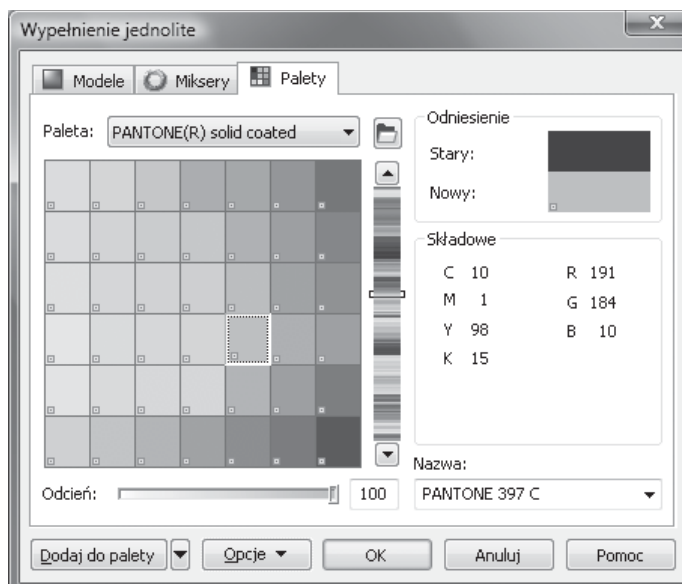 Wypełnienie jednolite
Modele
Miksery
Palety
Paleta:
PANTONE(R) solid coated
Odniesienie
Stary:
Nowy:
Składowe
C 10
R 191
M 1
G 184
Y 98
B 10
K 15
Nazwa:
Odcień:
100
PANTONE 397 C
Dodaj do palety
Opcje
OK
Anuluj
Pomoc